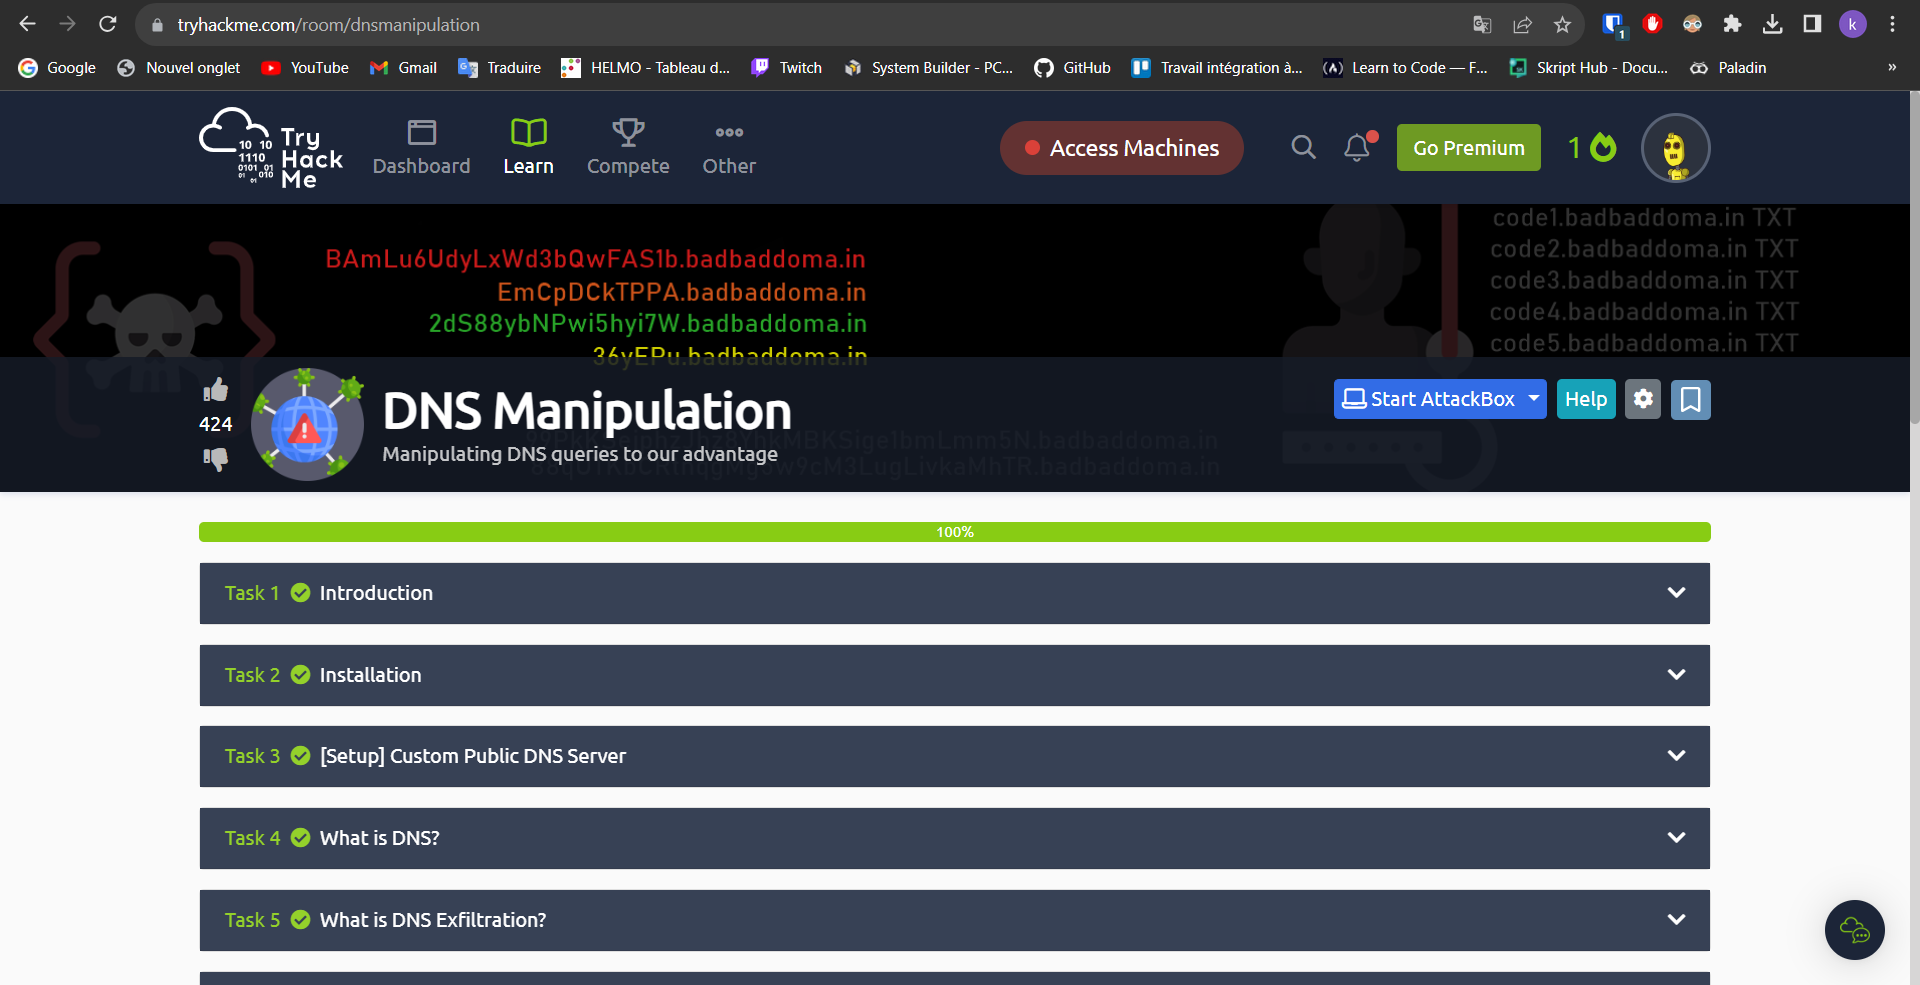 tryhackme.com/room/dnsmanipulation
1
k
Google
Nouvel onglet
YouTube
Gmail
Traduire
HELMO - Tableau d...
Twitch
System Builder - PC...
GitHub
Travail intégration à...
Learn to Code — F...
Skript Hub - Docu...
Paladin
»
Try
Hack
Me
10 10
1110
0101 01
01 010
01
Dashboard
Learn
Compete
Other
Access Machines
Go Premium
1
BAmLu6UdyLxWd3bQwFAS1b.badbaddoma.in
EmCpDCkTPPA.badbaddoma.in
2dS88ybNPwi5hyi7W.badbaddoma.in
36yEPu.badbaddoma.in
code1.badbaddoma.in TXT
code2.badbaddoma.in TXT
code3.badbaddoma.in TXT
code4.badbaddoma.in TXT
code5.badbaddoma.in TXT
424
DNS Manipulation
Manipulating DNS queries to our advantage
Start AttackBox
Help
100%
Task 1 Introduction
Task 2 Installation
Task 3 [Setup] Custom Public DNS Server
Task 4 What is DNS?
Task 5 What is DNS Exfiltration?